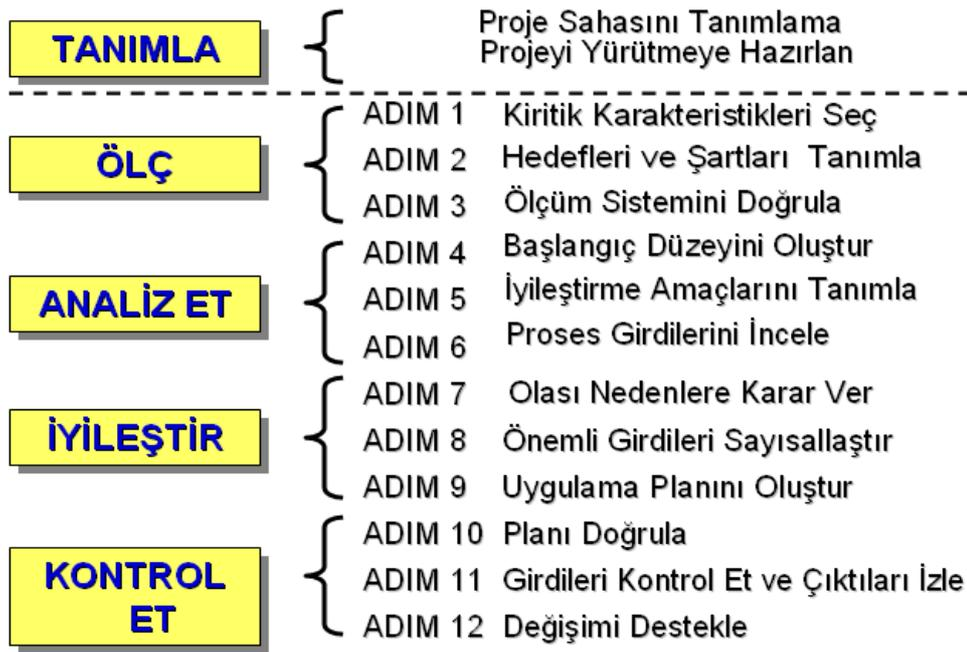 TANIMLA
Proje Sahasını Tanımlama
Projeyi Yürütmeye Hazırlan
ÖLÇ
ADIM 1 Kiritik Karakteristikleri Seç
ADIM 2 Hedefleri ve Şartları Tanımla
ADIM 3 Ölçüm Sistemini Doğrula
ANALİZ ET
ADIM 4 Başlangıç Düzeyini Oluştur
ADIM 5 İyileştirme Amaçlarını Tanımla
ADIM 6 Proses Girdilerini İncele
İYİLEŞTİR
ADIM 7 Olası Nedenlere Karar Ver
ADIM 8 Önemli Girdileri Sayısallaştır
ADIM 9 Uygulama Planını Oluştur
KONTROL
ET
ADIM 10 Planı Doğrula
ADIM 11 Girdileri Kontrol Et ve Çıktıları İzle
ADIM 12 Değişimi Destekle